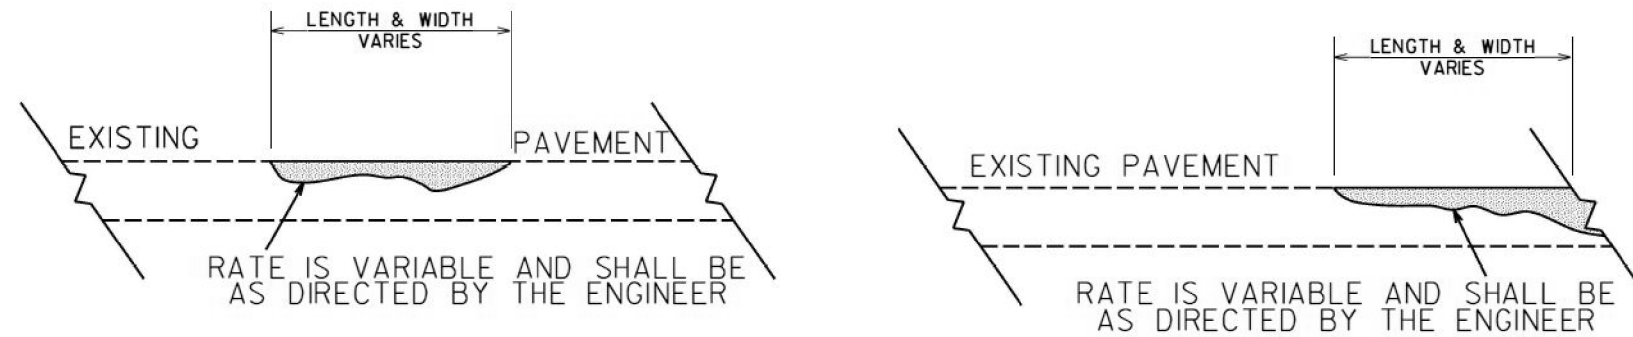 LENGTH & WIDTH
VARIES
EXISTING
PAVEMENT
RATE IS VARIABLE AND SHALL BE
AS DIRECTED BY THE ENGINEER
LENGTH & WIDTH
VARIES
EXISTING PAVEMENT
RATE IS VARIABLE AND SHALL BE
AS DIRECTED BY THE ENGINEER